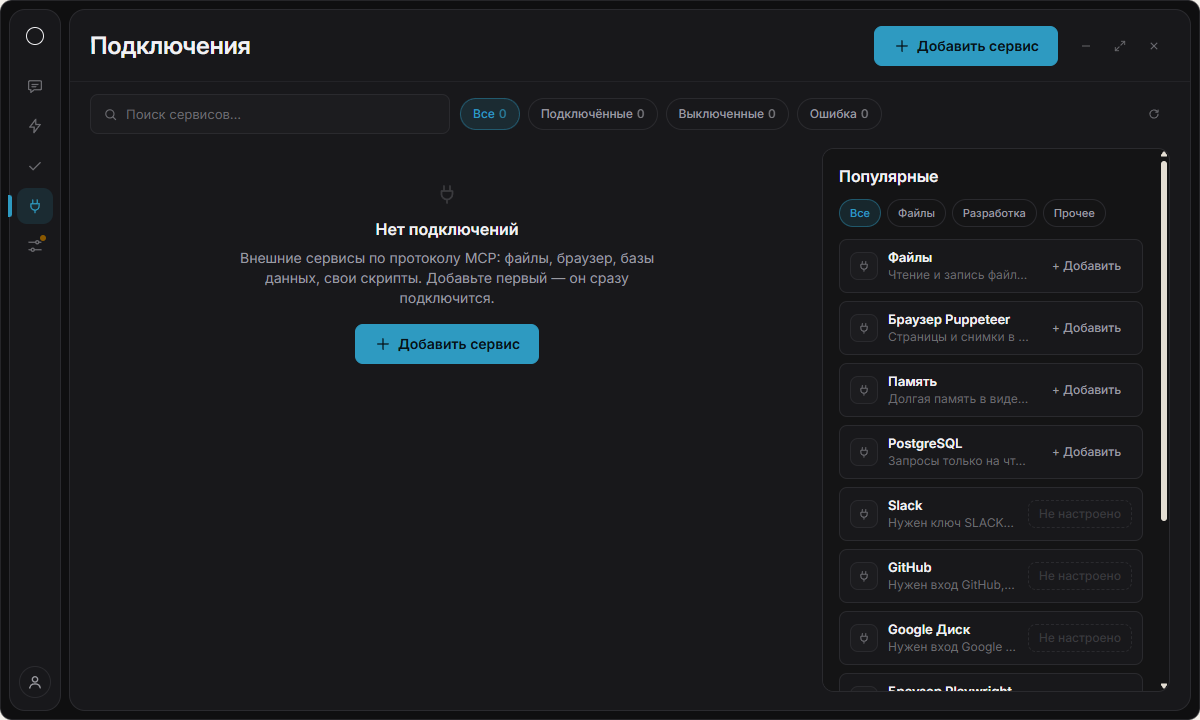 Подключения
+ Добавить сервис
Поиск сервисов...
Все 0
Подключённые 0
Выключенные 0
Ошибка 0
Нет подключений
Внешние сервисы по протоколу MCP: файлы, браузер, базы
данных, свои скрипты. Добавьте первый — он сразу
подключится.
+ Добавить сервис
Популярные
Все
Файлы
Разработка
Прочее
Файлы
Чтение и запись файл...
+ Добавить
Браузер Puppeteer
Страницы и снимки в ...
+ Добавить
Память
Долгая память в виде...
+ Добавить
PostgreSQL
Запросы только на чт...
+ Добавить
Slack
Нужен ключ SLACK...
Не настроено
GitHub
Нужен вход GitHub,...
Не настроено
Google Диск
Нужен вход Google ...
Не настроено
Браузер Playwright